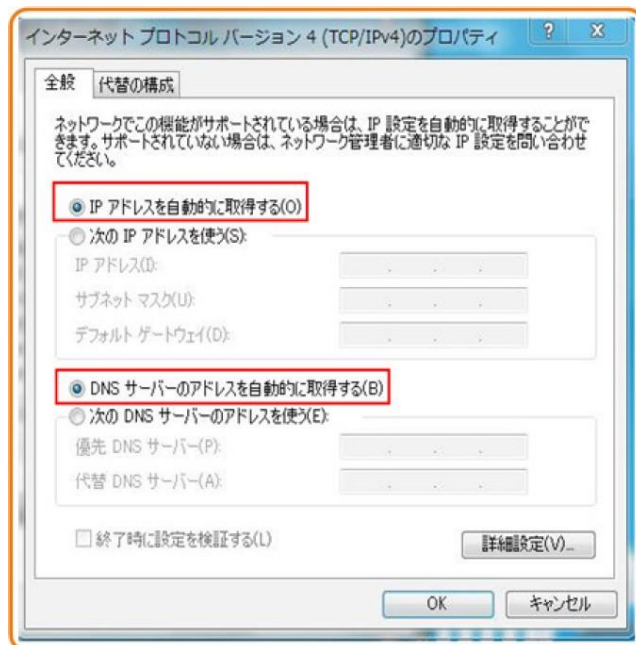 インターネット プロトコル バージョン 4 (TCP/IPv4)のプロパティ
全般
代替の構成
ネットワークでこの機能がサポートされている場合は、IP 設定を自動的に取得することがで
きます。サポートされていない場合は、ネットワーク管理者に適切な IP 設定を問い合わせ
てください。
IP アドレスを自動的に取得する(O)
次の IP アドレスを使う(S):
IP アドレス(I):
サブネット マスク(U):
デフォルト ゲートウェイ(D):
DNS サーバーのアドレスを自動的に取得する(B)
次の DNS サーバーのアドレスを使う(E):
優先 DNS サーバー(P):
代替 DNS サーバー(A):
終了時に設定を検証する(L)
詳細設定(V)...
OK
キャンセル